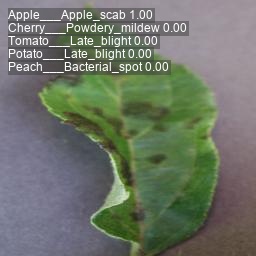 Apple___Apple_scab 1.00
Cherry___Powdery_mildew 0.00
Tomato___Late_blight 0.00
Potato___Late_blight 0.00
Peach___Bacterial_spot 0.00